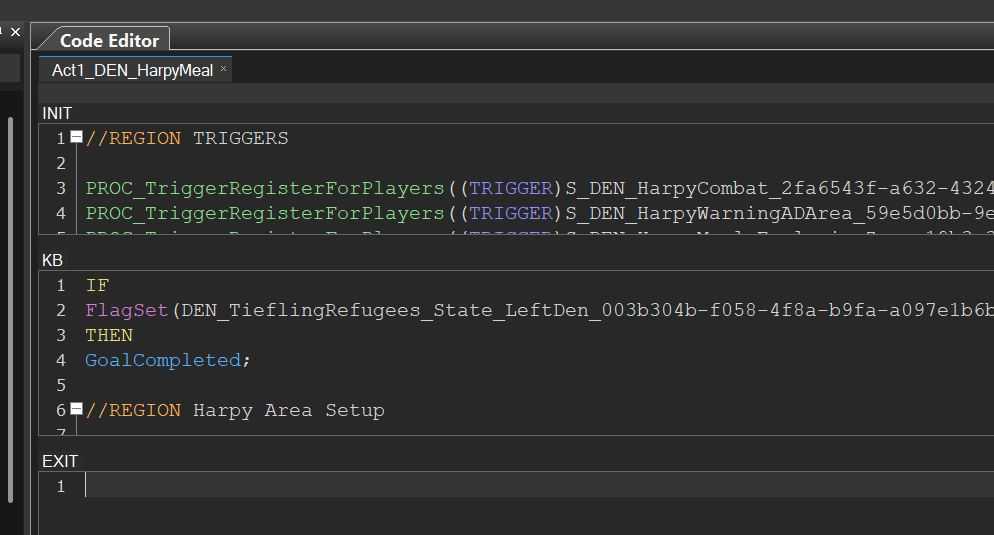 Code Editor
Act1_DEN_HarpyMeal ×
INIT
1 //REGION TRIGGERS
2
3 PROC_TriggerRegisterForPlayers((TRIGGER)S_DEN_HarpyCombat_2fa6543f-a632-4324
4 PROC_TriggerRegisterForPlayers((TRIGGER)S_DEN_HarpyWarningADArea_59e5d0bb-9e
KB
1 IF
2 FlagSet(DEN_TieflingRefugees_State_LeftDen_003b304b-f058-4f8a-b9fa-a097e1b6b
3 THEN
4 GoalCompleted;
5
6 //REGION Harpy Area Setup
7
EXIT
1